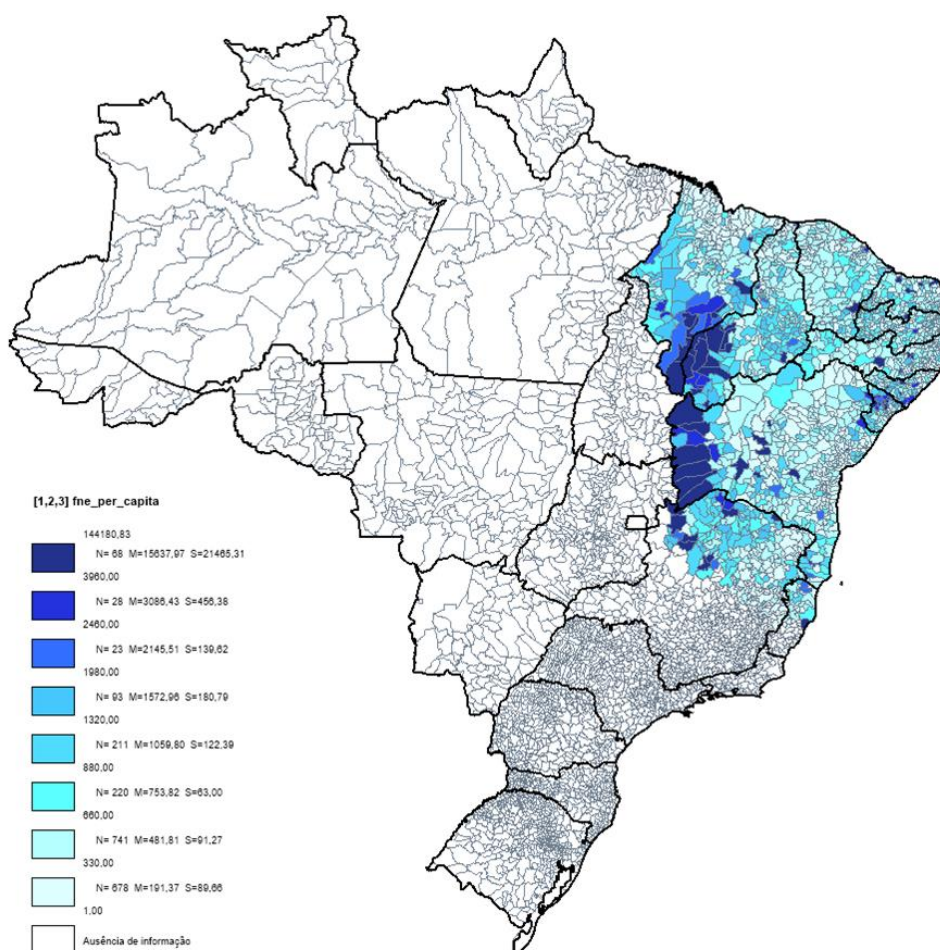 [1,2,3] fne_per_capita
144180,83
N= 68 M=15637,97 S=21465,31
3960,00
N= 28 M=3086,43 S=456,38
2460,00
N= 23 M=2145,51 S=139,62
1980,00
N= 93 M=1572,96 S=180,79
1320,00
N= 211 M=1059,80 S=122,39
880,00
N= 220 M=753,82 S=63,00
660,00
N= 741 M=481,81 S=91,27
330,00
N= 678 M=191,37 S=89,66
1,00
Ausência de informação